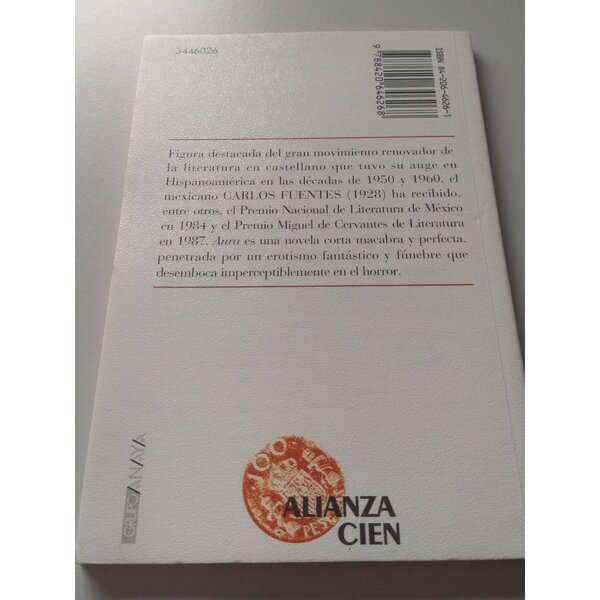 3446026
ISBN 84-206-4626-1
9 788420 646268
Figura destacada del gran movimiento renovador de
la literatura en castellano que tuvo su auge en
Hispanoamérica en las décadas de 1950 y 1960, el
mexicano CARLOS FUENTES (1928) ha recibido,
entre otros, el Premio Nacional de Literatura de México
en 1984 y el Premio Miguel de Cervantes de Literatura
en 1987. Aura es una novela corta macabra y perfecta,
penetrada por un erotismo fantástico y fúnebre que
desemboca imperceptiblemente en el horror.
GRUPO ANAYA
100
PESE
ALIANZA
CIEN